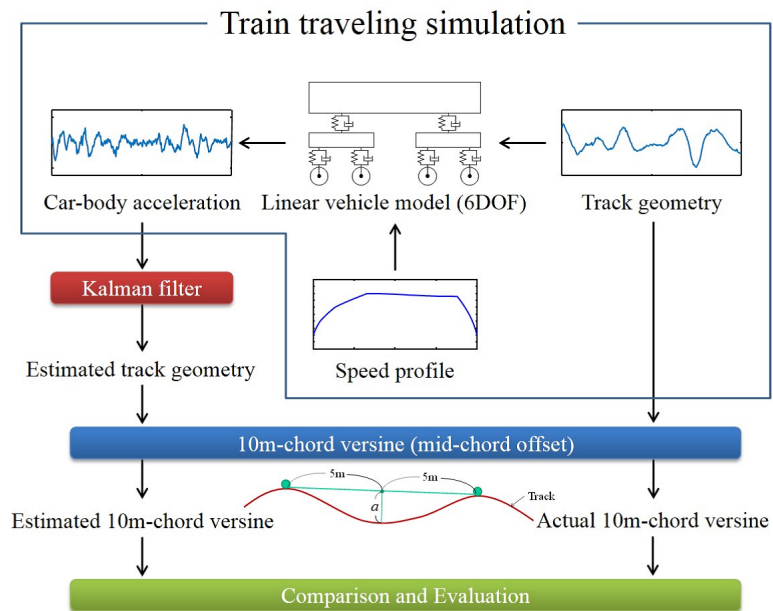 Train traveling simulation
Car-body acceleration
Linear vehicle model (6DOF)
Track geometry
Kalman filter
Speed profile
Estimated track geometry
10m-chord versine (mid-chord offset)
5m
5m
Track
a
Estimated 10m-chord versine
Actual 10m-chord versine
Comparison and Evaluation